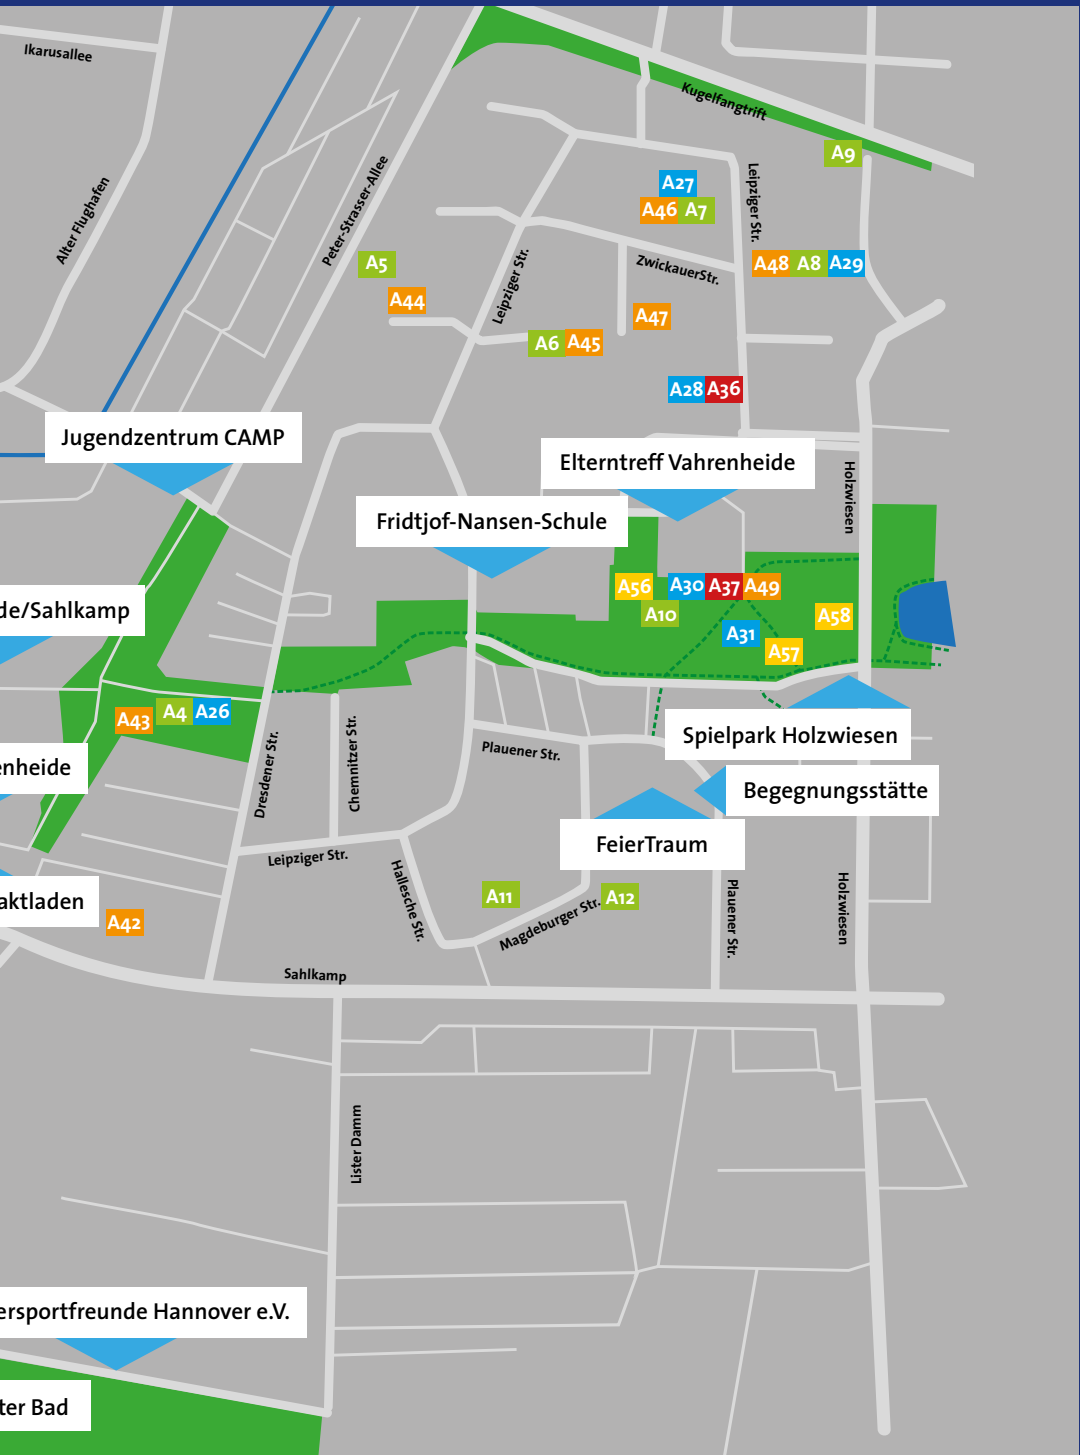 Ikarusallee
Kugelfangtrift
A9
Alter Flughafen
Peter-Strasser-Allee
Leipziger Str.
A27
A46 A7
A5
A44
Leipziger Str.
ZwickauerStr.
A48 A8 A29
A47
A6 A45
A28 A36
Jugendzentrum CAMP
Elterntreff Vahrenheide
Holzwiesen
Fridtjof-Nansen-Schule
de/Sahlkamp
A56 A30 A37 A49
A10
A58
A31
A57
A43 A4 A26
Spielpark Holzwiesen
Plauener Str.
Chemnitzer Str.
Dresdener Str.
enheide
Begegnungsstätte
FeierTraum
Leipziger Str.
Hallesche Str.
aktladen
A42
A11
A12
Magdeburger Str.
Plauener Str.
Holzwiesen
Sahlkamp
Lister Damm
ersportfreunde Hannover e.V.
ter Bad